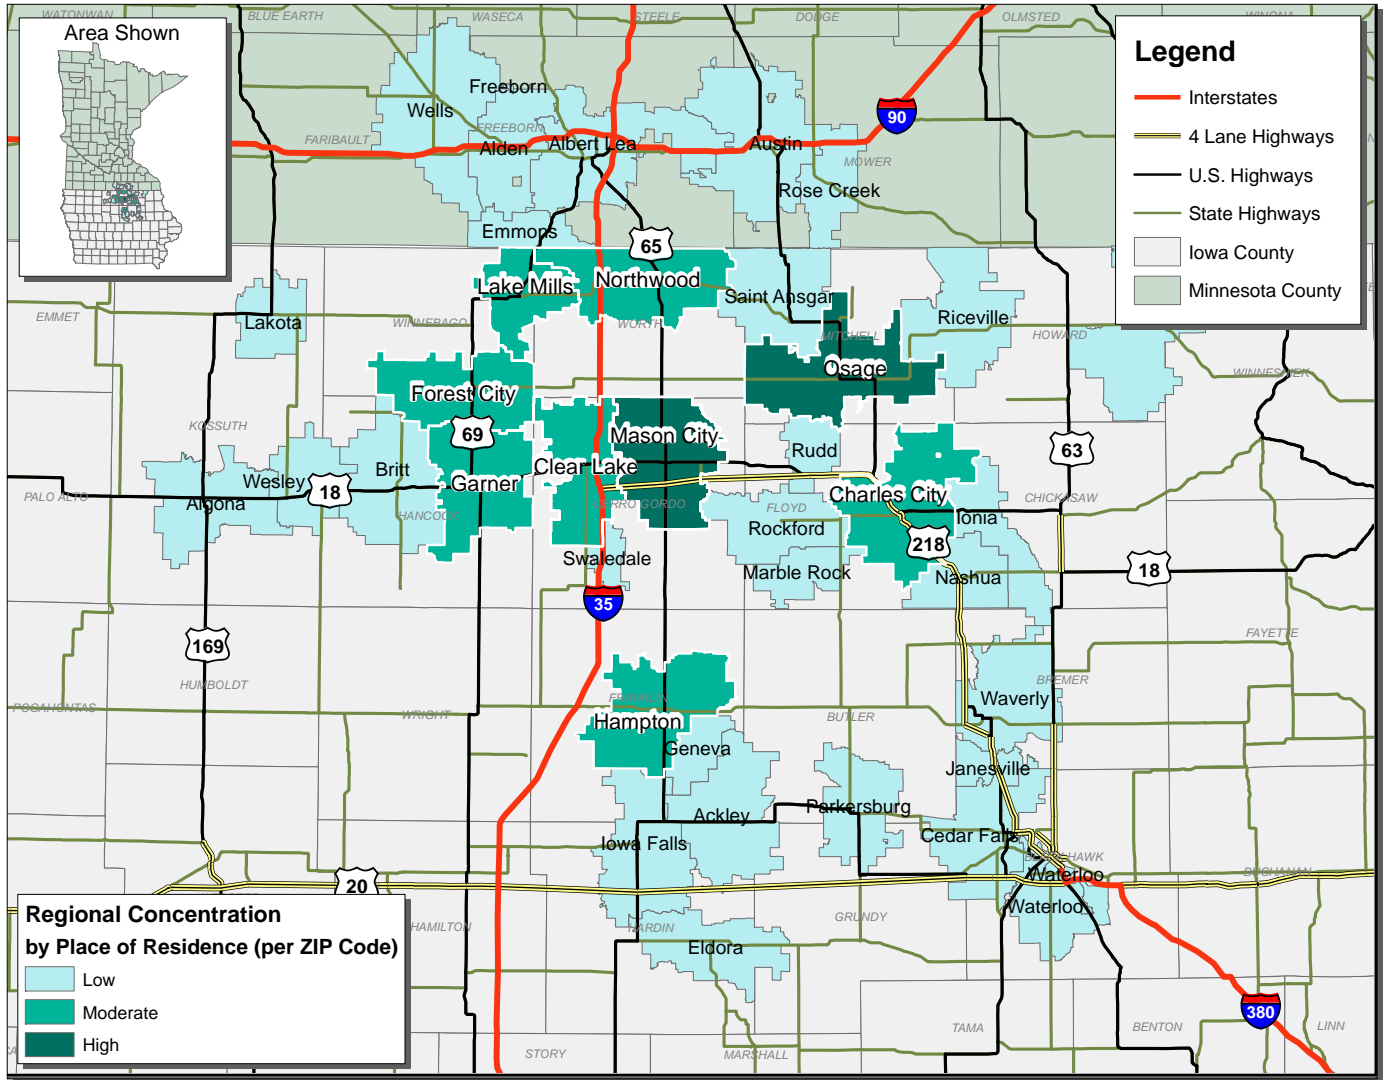 WATONWAN
BLUE EARTH
WASECA
STEELE
DODGE
OLMSTED
WINONA
Area Shown
Legend
Interstates
4 Lane Highways
U.S. Highways
State Highways
Iowa County
Minnesota County
Freeborn
Wells
90
FARIBAULT
FREEBORN
Alden
Albert Lea
Austin
MOWER
Rose Creek
Emmons
65
Lake Mills
Northwood
Saint Ansgar
EMMET
Lakota
WINNEBAGO
WORTH
MITCHELL
Riceville
HOWARD
Osage
WINNESHIEK
Forest City
KOSSUTH
69
Mason City
Rudd
63
Clear Lake
Britt
Wesley
Garner
18
PALO ALTO
Algona
Charles City
CHICKASAW
CERRO GORDO
FLOYD
HANCOCK
Rockford
Ionia
218
Swaledale
Marble Rock
Nashua
18
35
169
FAYETTE
HUMBOLDT
BREMER
FRANKLIN
Waverly
POCAHONTAS
WRIGHT
Hampton
BUTLER
Geneva
Janesville
Parkersburg
Ackley
Cedar Falls
Iowa Falls
BLACK HAWK
Waterloo
BUCHANAN
20
Waterloo
GRUNDY
HAMILTON
HARDIN
Eldora
Regional Concentration
by Place of Residence (per ZIP Code)
Low
Moderate
High
380
TAMA
BENTON
LINN
STORY
MARSHALL